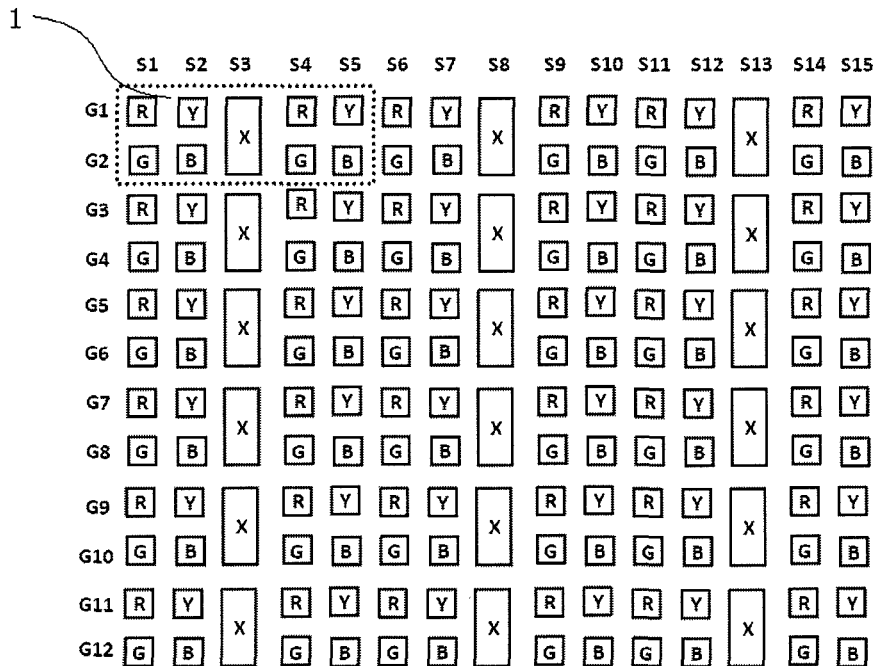 1
S1 S2 S3 S4 S5 S6 S7 S8 S9 S10 S11 S12 S13 S14 S15
G1 R Y R Y R Y R Y R Y R Y
X X X
G2 G B G B G B G B G B G B
G3 R Y R Y R Y R Y R Y R Y
X X X
G4 G B G B G B G B G B G B
G5 R Y R Y R Y R Y R Y R Y
X X X
G6 G B G B G B G B G B G B
G7 R Y R Y R Y R Y R Y R Y
X X X
G8 G B G B G B G B G B G B
G9 R Y R Y R Y R Y R Y R Y
X X X
G10 G B G B G B G B G B G B
G11 R Y R Y R Y R Y R Y R Y
X X X
G12 G B G B G B G B G B G B